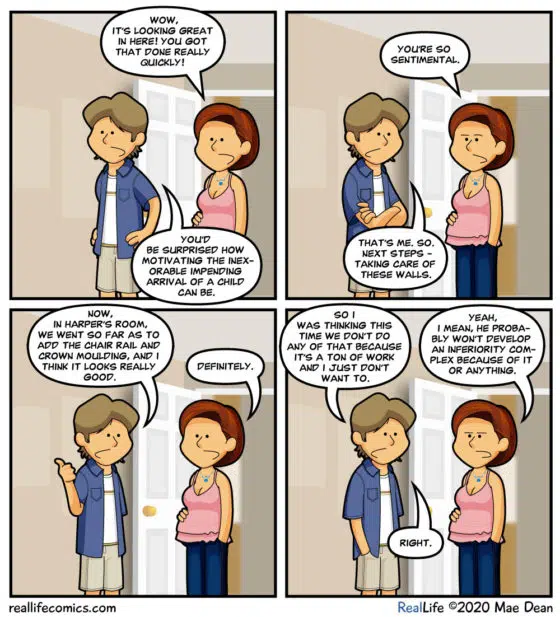 WOW,
IT'S LOOKING GREAT
IN HERE! YOU GOT
THAT DONE REALLY
QUICKLY!
YOU'D
BE SURPRISED HOW
MOTIVATING THE INEX-
ORABLE IMPENDING
ARRIVAL OF A CHILD
CAN BE.
YOU'RE SO
SENTIMENTAL.
THAT'S ME. SO.
NEXT STEPS -
TAKING CARE OF
THESE WALLS.
NOW,
IN HARPER'S ROOM,
WE WENT SO FAR AS TO
ADD THE CHAIR RAIL AND
CROWN MOULDING, AND I
THINK IT LOOKS REALLY
GOOD.
DEFINITELY.
SO I
WAS THINKING THIS
TIME WE DON'T DO
ANY OF THAT BECAUSE
IT'S A TON OF WORK
AND I JUST DON'T
WANT TO.
YEAH,
I MEAN, HE PROBA-
BLY WON'T DEVELOP
AN INFERIORITY COM-
PLEX BECAUSE OF IT
OR ANYTHING.
RIGHT.
reallifecomics.com
RealLife ©2020 Mae Dean